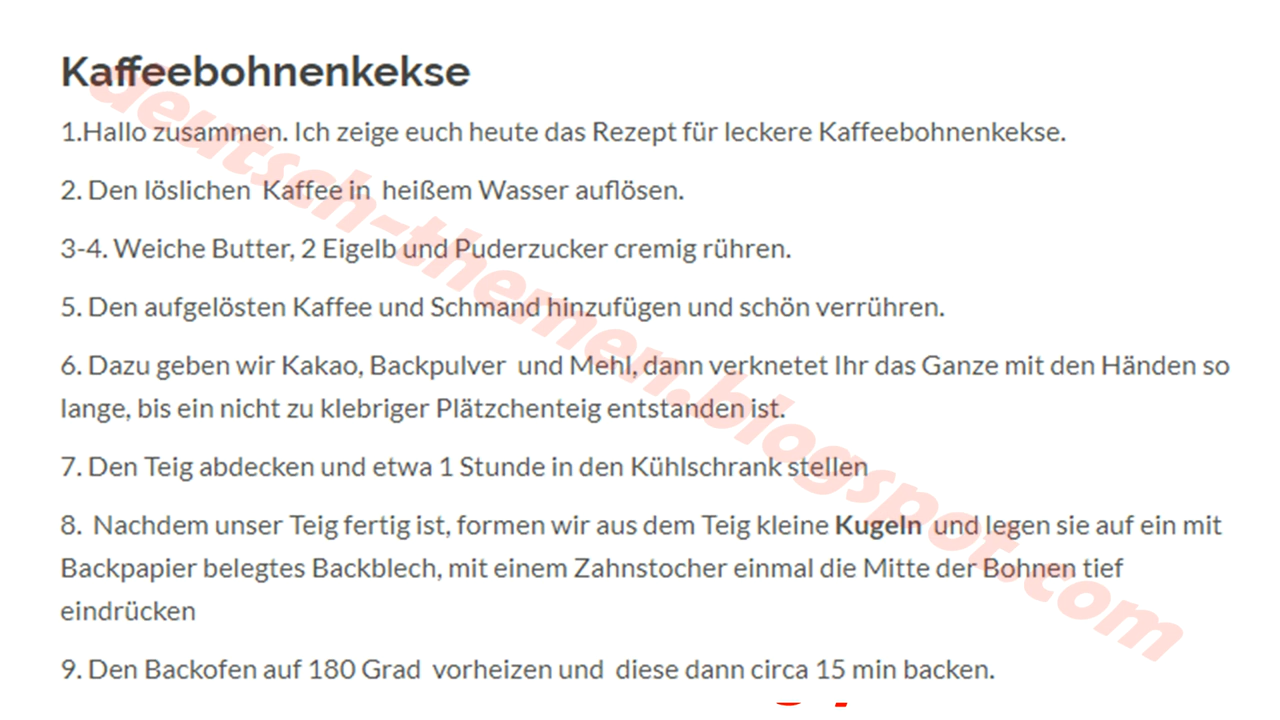 Kaffeebohnenkekse
1.Hallo zusammen. Ich zeige euch heute das Rezept für leckere Kaffeebohnenkekse.
2. Den löslichen Kaffee in heißem Wasser auflösen.
3-4. Weiche Butter, 2 Eigelb und Puderzucker cremig rühren.
5. Den aufgelösten Kaffee und Schmand hinzufügen und schön verrühren.
6. Dazu geben wir Kakao, Backpulver und Mehl, dann verknetet Ihr das Ganze mit den Händen so
lange, bis ein nicht zu klebriger Plätzchenteig entstanden ist.
7. Den Teig abdecken und etwa 1 Stunde in den Kühlschrank stellen
8. Nachdem unser Teig fertig ist, formen wir aus dem Teig kleine Kugeln und legen sie auf ein mit
Backpapier belegtes Backblech, mit einem Zahnstocher einmal die Mitte der Bohnen tief
eindrücken
9. Den Backofen auf 180 Grad vorheizen und diese dann circa 15 min backen.
deutsch-themen.blogspot.com